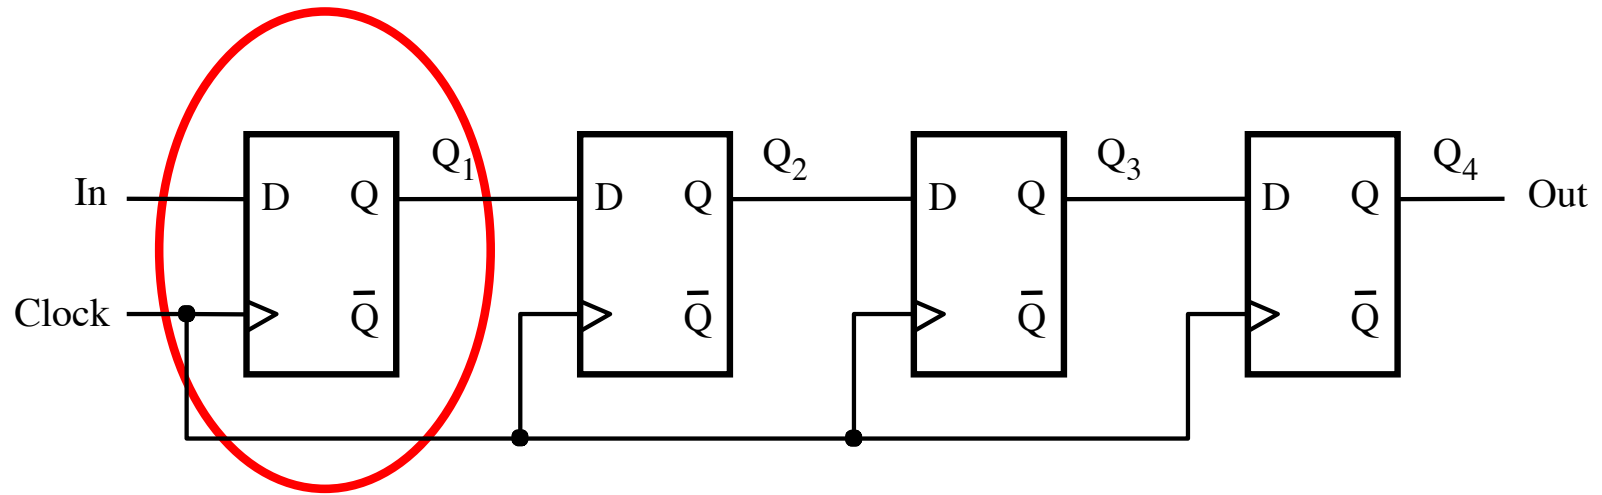 Q₁ Q₂ Q₃ Q₄
In D Q D Q D Q D Q Out
Clock Q̅ Q̅ Q̅ Q̅